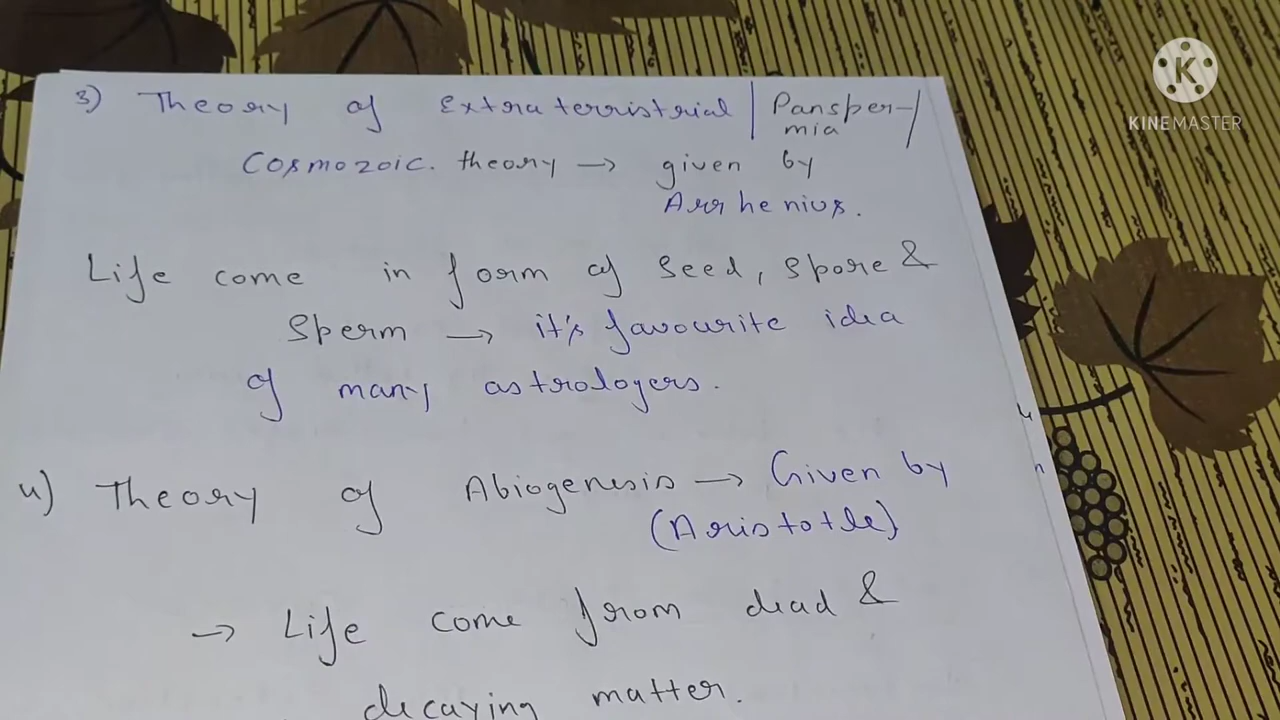 3) Theory of Extra terristrial | Pansper-/
mia
Cosmozoic. theory → given by
Arrhenius.
Life come in form of Seed, Spore &
Sperm → it's favourite idea
of many astrologers.
4) Theory of Abiogenesis → Given by
(Aristotle)
→ Life come from dead &
decaying matter.
KINEMASTER